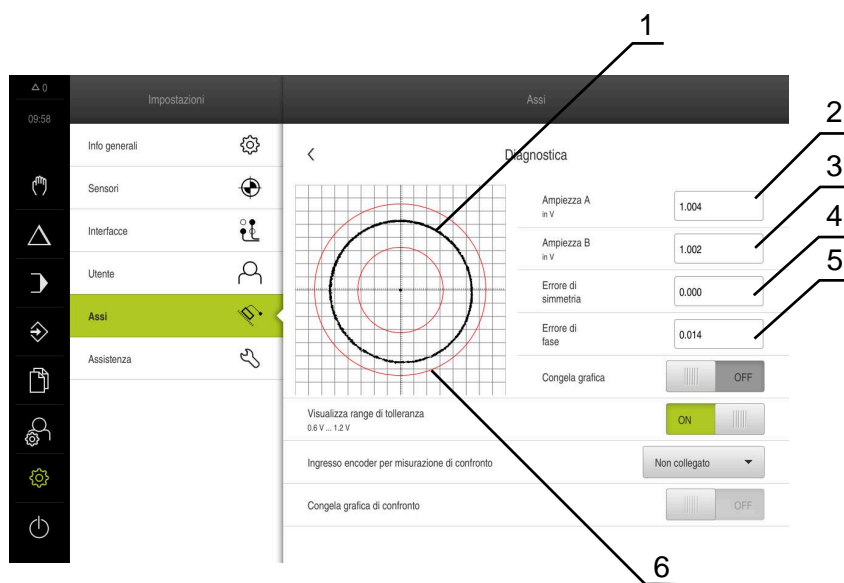 1
△ 0
Impostazioni
Assi
09:58
2
Info generali
Diagnostica
3
Sensori
Ampiezza A
in V
1.004
4
Interfacce
Ampiezza B
in V
1.002
5
Utente
Errore di
simmetria
0.000
Assi
Errore di
fase
0.014
Assistenza
Congela grafica
OFF
Visualizza range di tolleranza
0.6 V ... 1.2 V
ON
Ingresso encoder per misurazione di confronto
Non collegato
Congela grafica di confronto
OFF
6